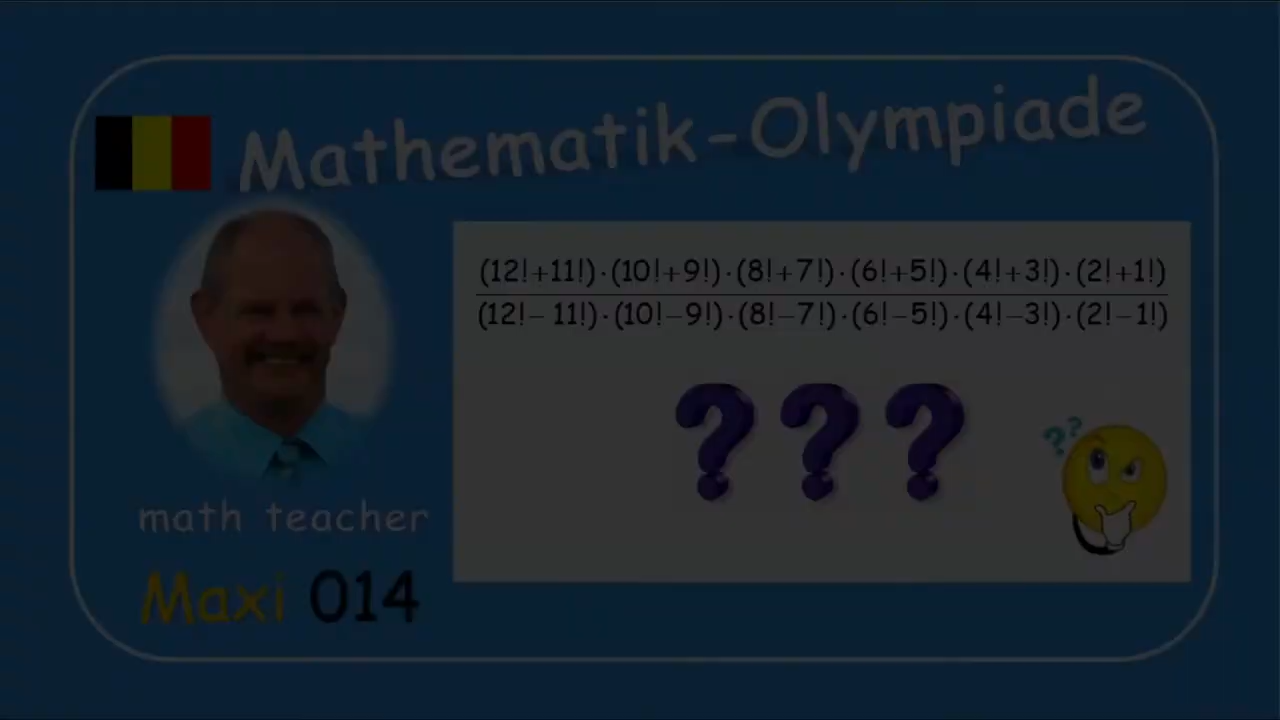 Mathematik-Olympiade
(12!+11!)·(10!+9!)·(8!+7!)·(6!+5!)·(4!+3!)·(2!+1!)
(12!−11!)·(10!−9!)·(8!−7!)·(6!−5!)·(4!−3!)·(2!−1!)
???
??
math teacher
Maxi 014